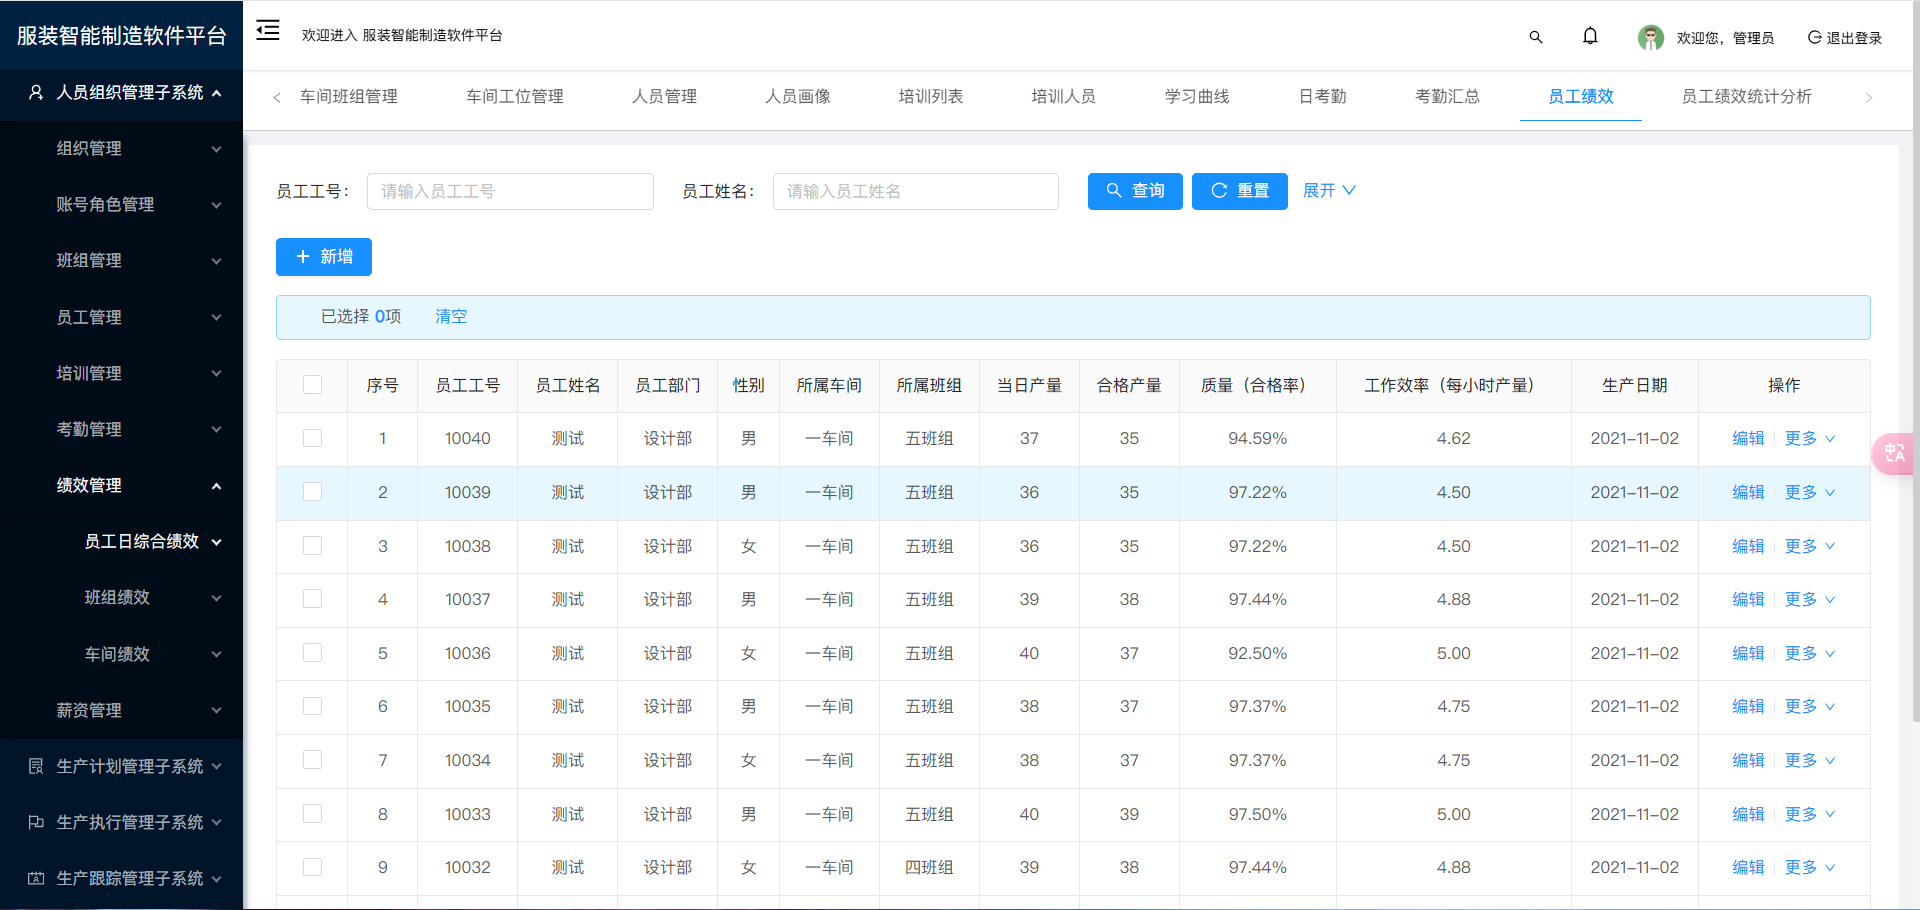 服装智能制造软件平台
欢迎进入 服装智能制造软件平台
欢迎您，管理员
退出登录
人员组织管理子系统
组织管理
账号角色管理
班组管理
员工管理
培训管理
考勤管理
绩效管理
员工日综合绩效
班组绩效
车间绩效
薪资管理
生产计划管理子系统
生产执行管理子系统
生产跟踪管理子系统
车间班组管理 车间工位管理 人员管理 人员画像 培训列表 培训人员 学习曲线 日考勤 考勤汇总 员工绩效 员工绩效统计分析
员工工号： 请输入员工工号 员工姓名： 请输入员工姓名 查询 重置 展开
新增
已选择 0项 清空
序号 员工工号 员工姓名 员工部门 性别 所属车间 所属班组 当日产量 合格产量 质量（合格率） 工作效率（每小时产量） 生产日期 操作
1 10040 测试 设计部 男 一车间 五班组 37 35 94.59% 4.62 2021-11-02 编辑 更多
2 10039 测试 设计部 男 一车间 五班组 36 35 97.22% 4.50 2021-11-02 编辑 更多
3 10038 测试 设计部 女 一车间 五班组 36 35 97.22% 4.50 2021-11-02 编辑 更多
4 10037 测试 设计部 男 一车间 五班组 39 38 97.44% 4.88 2021-11-02 编辑 更多
5 10036 测试 设计部 女 一车间 五班组 40 37 92.50% 5.00 2021-11-02 编辑 更多
6 10035 测试 设计部 男 一车间 五班组 38 37 97.37% 4.75 2021-11-02 编辑 更多
7 10034 测试 设计部 女 一车间 五班组 38 37 97.37% 4.75 2021-11-02 编辑 更多
8 10033 测试 设计部 男 一车间 五班组 40 39 97.50% 5.00 2021-11-02 编辑 更多
9 10032 测试 设计部 女 一车间 四班组 39 38 97.44% 4.88 2021-11-02 编辑 更多